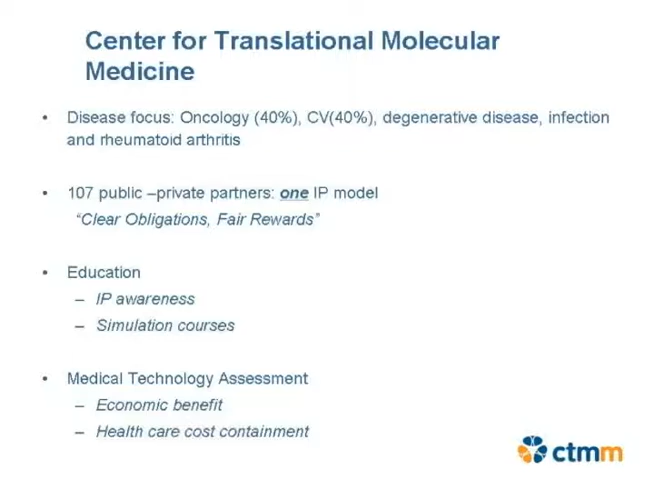 Center for Translational Molecular
Medicine
• Disease focus: Oncology (40%), CV(40%), degenerative disease, infection
and rheumatoid arthritis
• 107 public –private partners: one IP model
“Clear Obligations, Fair Rewards”
• Education
– IP awareness
– Simulation courses
• Medical Technology Assessment
– Economic benefit
– Health care cost containment
ctmm